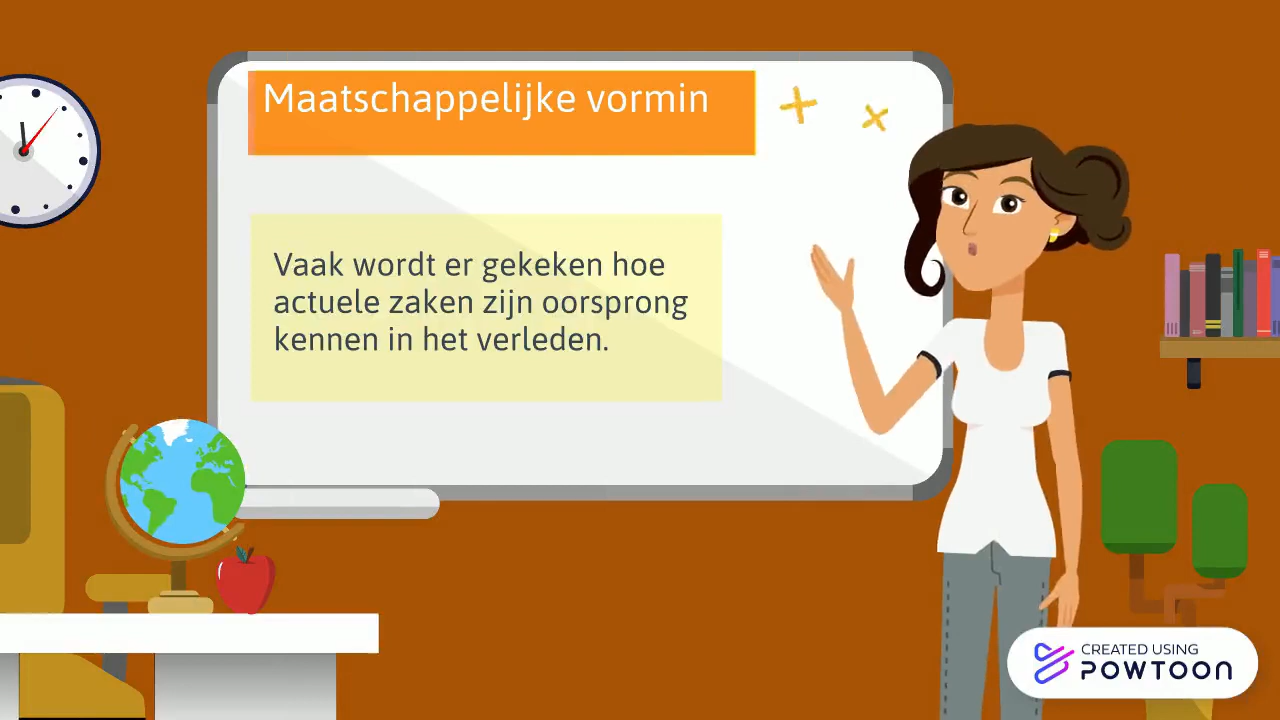 Maatschappelijke vormin
Vaak wordt er gekeken hoe
actuele zaken zijn oorsprong
kennen in het verleden.
CREATED USING
POWTOON